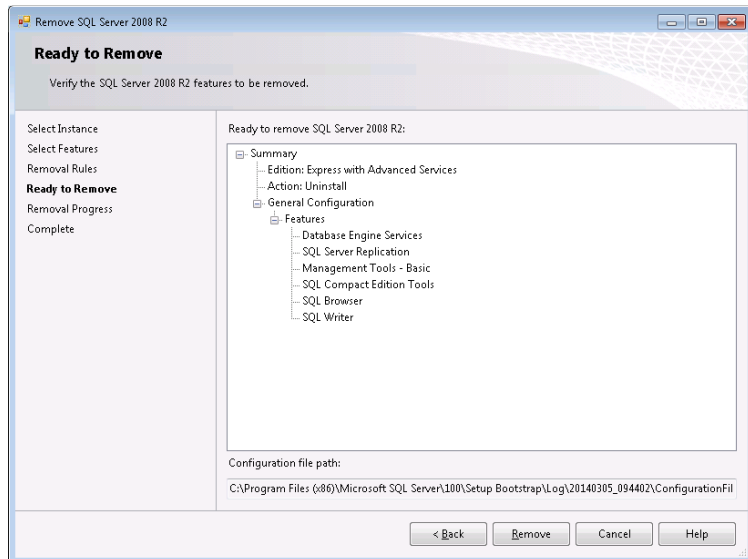 Remove SQL Server 2008 R2
Ready to Remove
Verify the SQL Server 2008 R2 features to be removed.
Select Instance
Select Features
Removal Rules
Ready to Remove
Removal Progress
Complete
Ready to remove SQL Server 2008 R2:
Summary
Edition: Express with Advanced Services
Action: Uninstall
General Configuration
Features
Database Engine Services
SQL Server Replication
Management Tools - Basic
SQL Compact Edition Tools
SQL Browser
SQL Writer
Configuration file path:
C:\Program Files (x86)\Microsoft SQL Server\100\Setup Bootstrap\Log\20140305_094402\ConfigurationFil
< Back
Remove
Cancel
Help